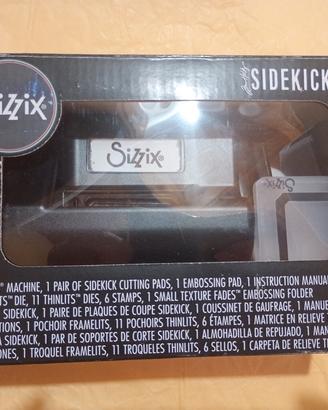 Sizzix®
SIDEKICK
Sizzix®
Sizzix
® MACHINE, 1 PAIR OF SIDEKICK CUTTING PADS, 1 EMBOSSING PAD, 1 INSTRUCTION MANUA
TS™ DIE, 11 THINLITS™ DIES, 6 STAMPS, 1 SMALL TEXTURE FADES™ EMBOSSING FOLDER
SIDEKICK, 1 PAIRE DE PLAQUES DE COUPE SIDEKICK, 1 COUSSINET DE GAUFRAGE, 1 MANUE
TIONS, 1 POCHOIR FRAMELITS, 11 POCHOIRS THINLITS, 6 ÉTAMPES, 1 MATRICE EN RELIEF
SIDEKICK, 1 PAR DE SOPORTES DE CORTE SIDEKICK, 1 ALMOHADILLA DE REPUJADO, 1 MAN
ONES, 1 TROQUEL FRAMELITS, 11 TROQUELES THINLITS, 6 SELLOS, 1 CARPETA DE RELIEVE